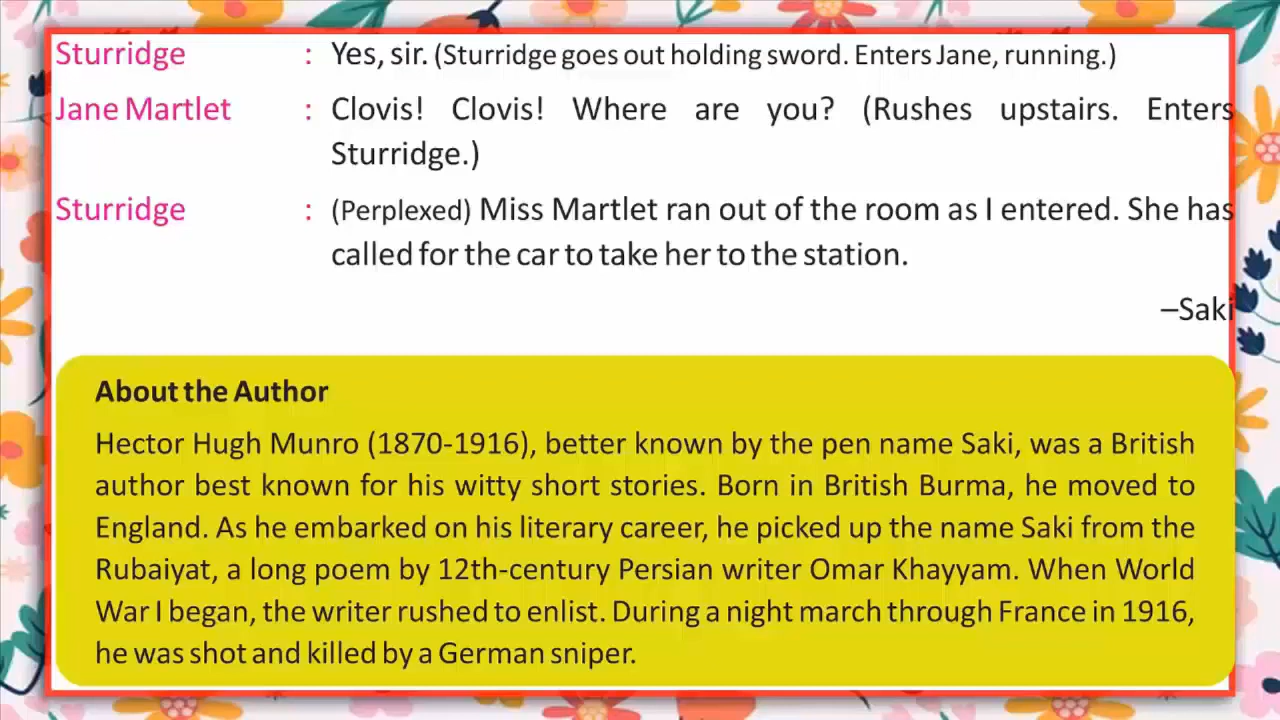 Sturridge : Yes, sir. (Sturridge goes out holding sword. Enters Jane, running.)
Jane Martlet : Clovis! Clovis! Where are you? (Rushes upstairs. Enters
Sturridge.)
Sturridge : (Perplexed) Miss Martlet ran out of the room as I entered. She has
called for the car to take her to the station.
–Saki
About the Author
Hector Hugh Munro (1870-1916), better known by the pen name Saki, was a British
author best known for his witty short stories. Born in British Burma, he moved to
England. As he embarked on his literary career, he picked up the name Saki from the
Rubaiyat, a long poem by 12th-century Persian writer Omar Khayyam. When World
War I began, the writer rushed to enlist. During a night march through France in 1916,
he was shot and killed by a German sniper.